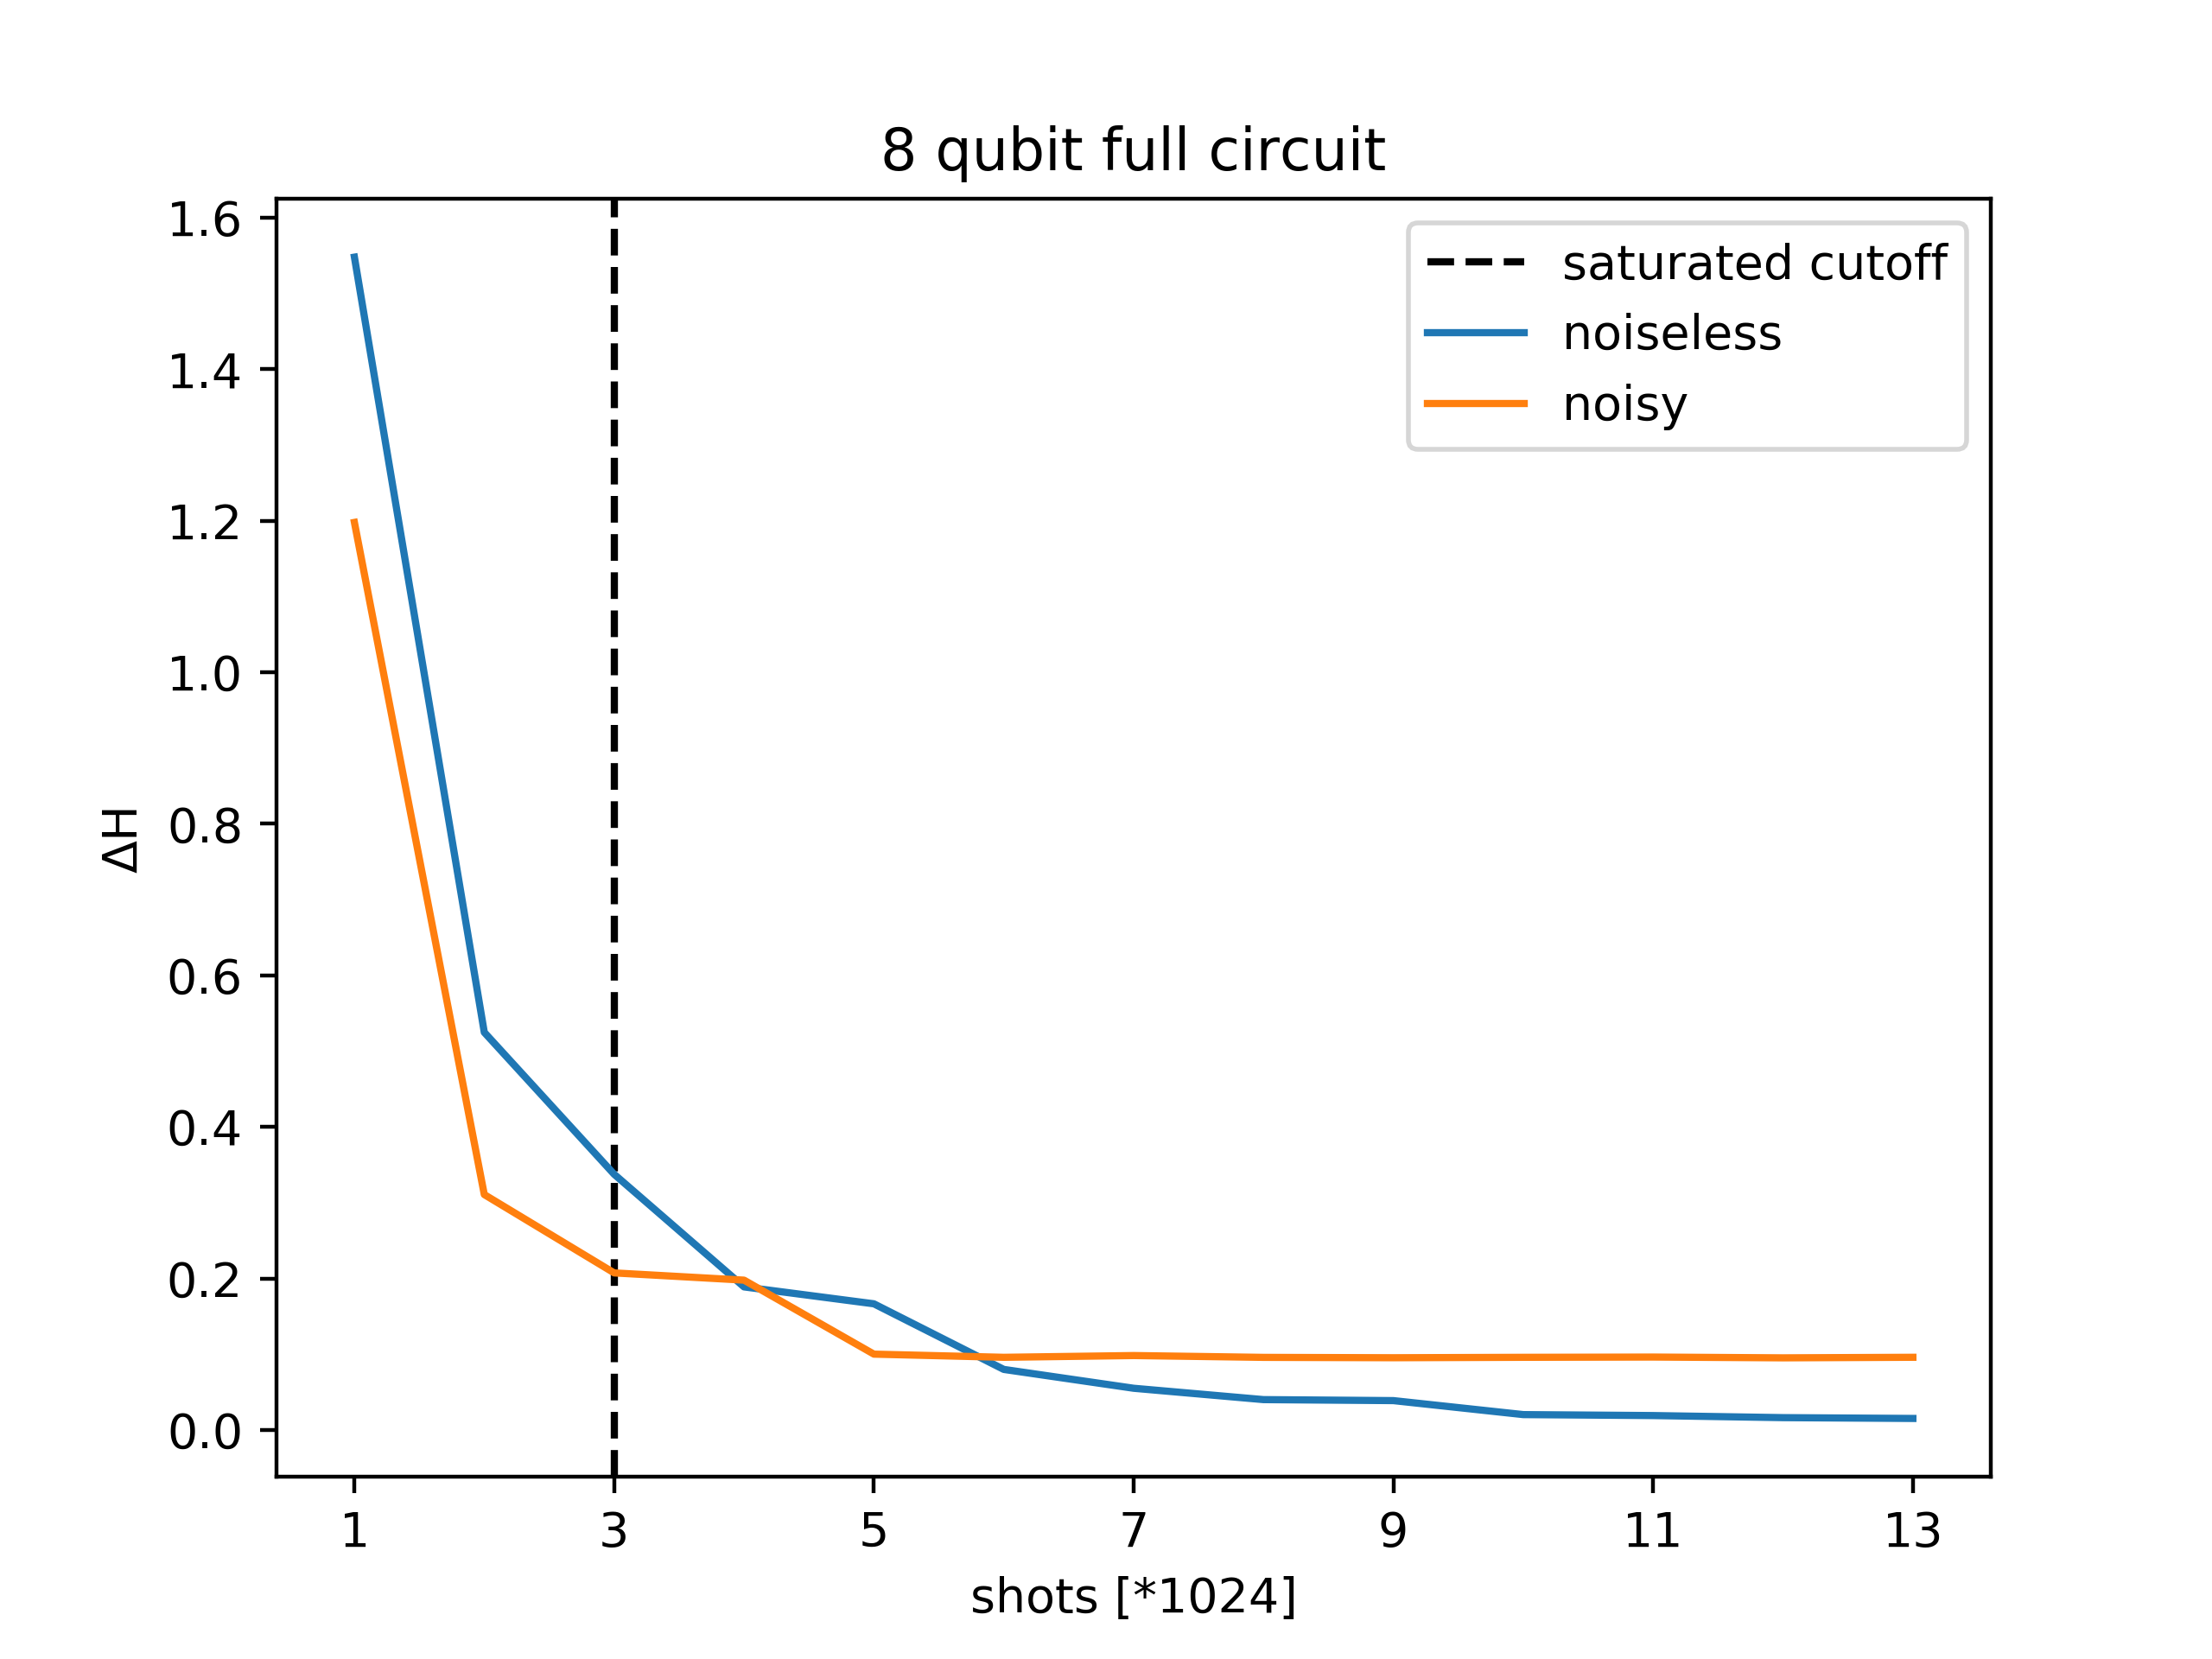 8 qubit full circuit
saturated cutoff
noiseless
noisy
1.6
1.4
1.2
1.0
0.8
0.6
0.4
0.2
0.0
ΔH
1 3 5 7 9 11 13
shots [*1024]